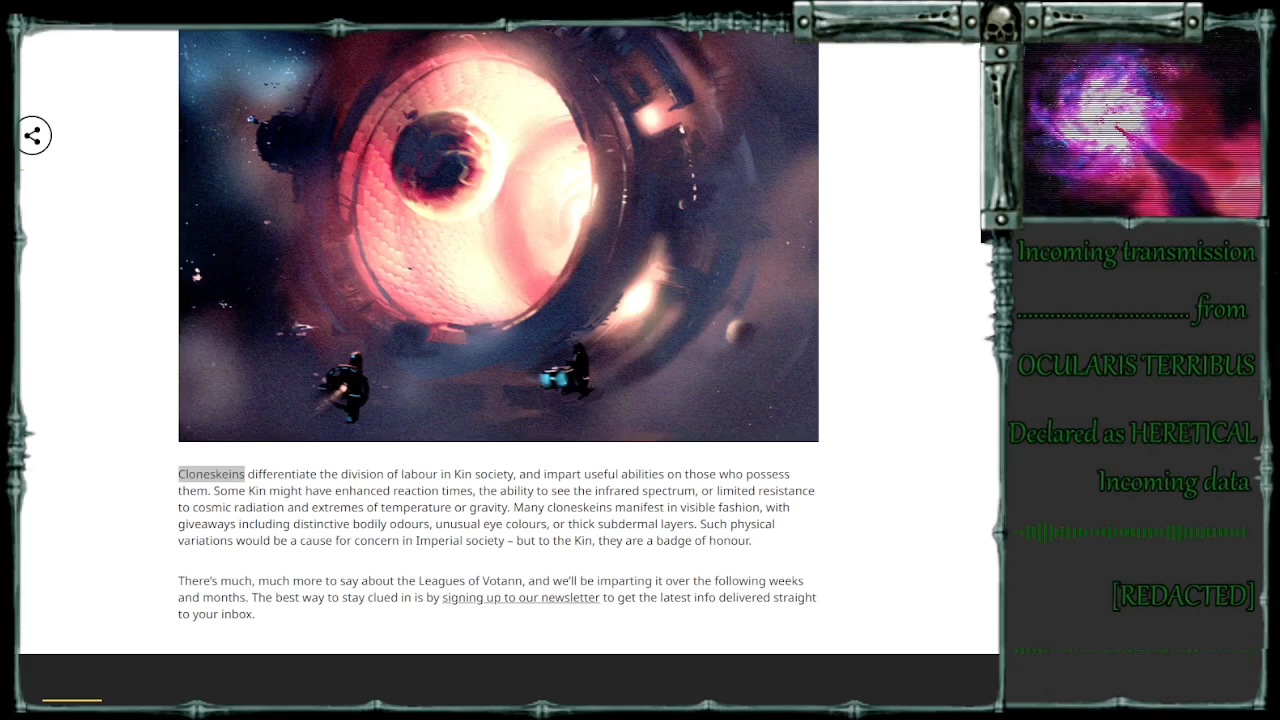 Cloneskeins differentiate the division of labour in Kin society, and impart useful abilities on those who possess
them. Some Kin might have enhanced reaction times, the ability to see the infrared spectrum, or limited resistance
to cosmic radiation and extremes of temperature or gravity. Many cloneskeins manifest in visible fashion, with
giveaways including distinctive bodily odours, unusual eye colours, or thick subdermal layers. Such physical
variations would be a cause for concern in Imperial society – but to the Kin, they are a badge of honour.
There's much, much more to say about the Leagues of Votann, and we'll be imparting it over the following weeks
and months. The best way to stay clued in is by signing up to our newsletter to get the latest info delivered straight
to your inbox.
Incoming transmission
.............................. from
OCULARIS TERRIBUS
Declared as HERETICAL
Incoming data
[REDACTED]